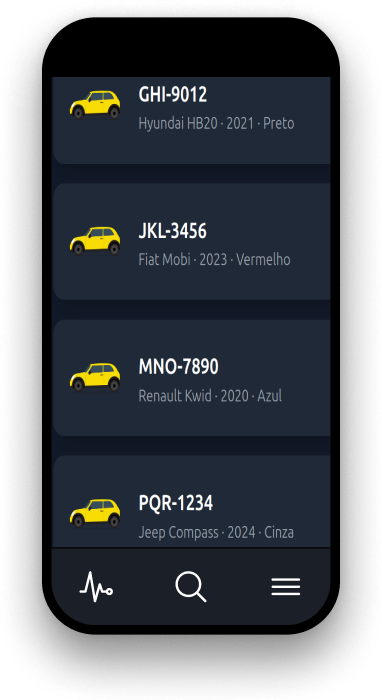 GHI-9012
Hyundai HB20 · 2021 · Preto
JKL-3456
Fiat Mobi · 2023 · Vermelho
MNO-7890
Renault Kwid · 2020 · Azul
PQR-1234
Jeep Compass · 2024 · Cinza